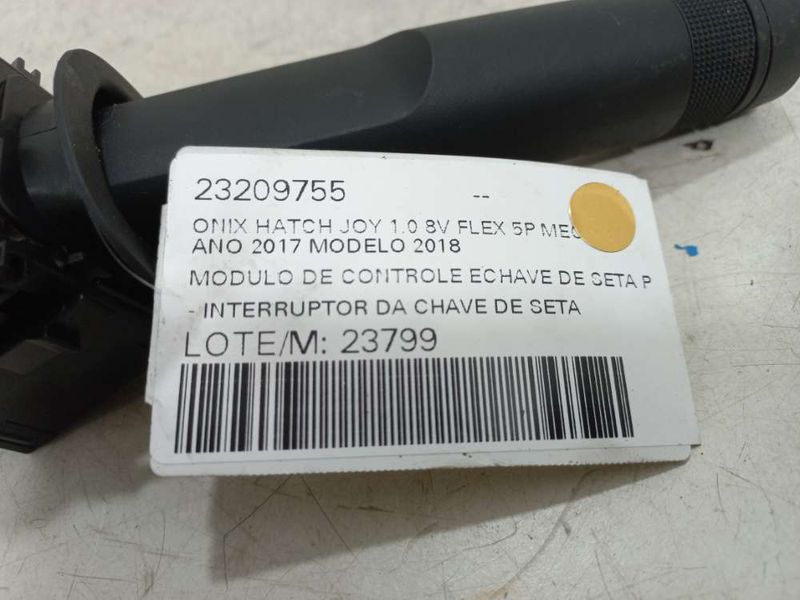 23209755 --
ONIX HATCH JOY 1.0 8V FLEX 5P
ANO 2017 MODELO 2018
MODULO DE CONTROLE ECHAVE DE SETA P
- INTERRUPTOR DA CHAVE DE SETA
LOTE/M: 23799